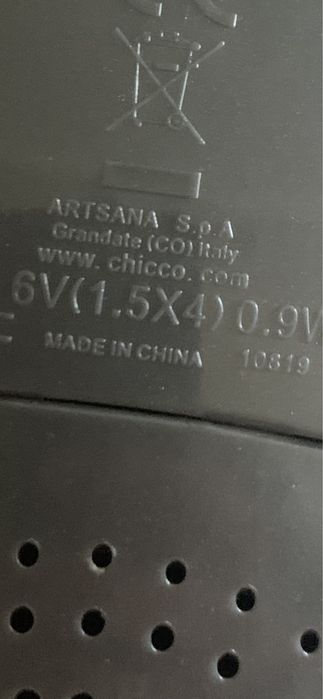 ARTSANA S.p.A
Grandate (CO) Italy
www. chicco. com
6V(1.5X4) 0.9W
MADE IN CHINA 10819